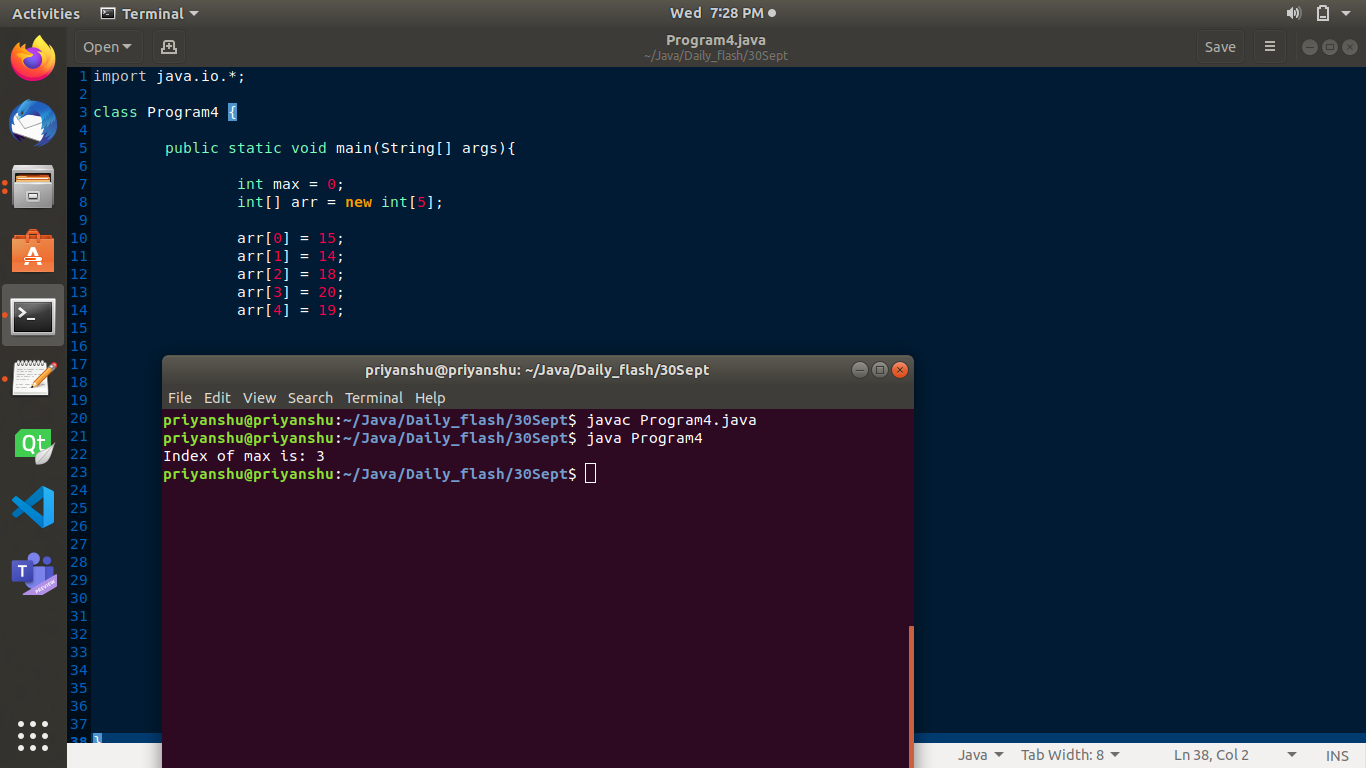 Activities Terminal Wed 7:28 PM
Open Program4.java Save
~/Java/Daily_flash/30Sept
1 import java.io.*;
2
3 class Program4 {
4
5 public static void main(String[] args){
6
7 int max = 0;
8 int[] arr = new int[5];
9
10 arr[0] = 15;
11 arr[1] = 14;
12 arr[2] = 18;
13 arr[3] = 20;
14 arr[4] = 19;
15
16
17
18
19
20
21
22
23
24
25
26
27
28
29
30
31
32
33
34
35
36
37
38 }
priyanshu@priyanshu: ~/Java/Daily_flash/30Sept
File Edit View Search Terminal Help
priyanshu@priyanshu:~/Java/Daily_flash/30Sept$ javac Program4.java
priyanshu@priyanshu:~/Java/Daily_flash/30Sept$ java Program4
Index of max is: 3
priyanshu@priyanshu:~/Java/Daily_flash/30Sept$
Qt
T
PREVIEW
Java Tab Width: 8 Ln 38, Col 2 INS